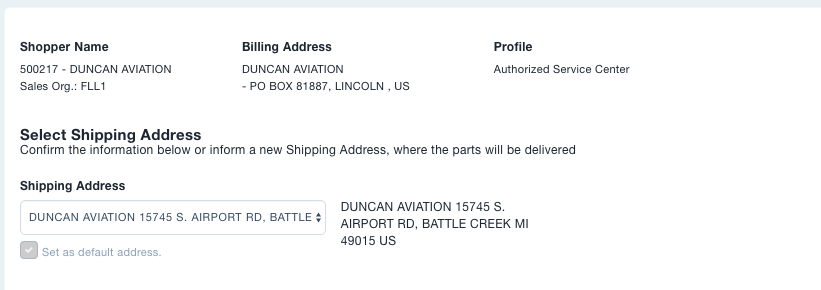 Shopper Name
500217 - DUNCAN AVIATION
Sales Org.: FLL1
Billing Address
DUNCAN AVIATION
- PO BOX 81887, LINCOLN , US
Profile
Authorized Service Center
Select Shipping Address
Confirm the information below or inform a new Shipping Address, where the parts will be delivered
Shipping Address
DUNCAN AVIATION 15745 S. AIRPORT RD, BATTLE
DUNCAN AVIATION 15745 S.
AIRPORT RD, BATTLE CREEK MI
49015 US
Set as default address.